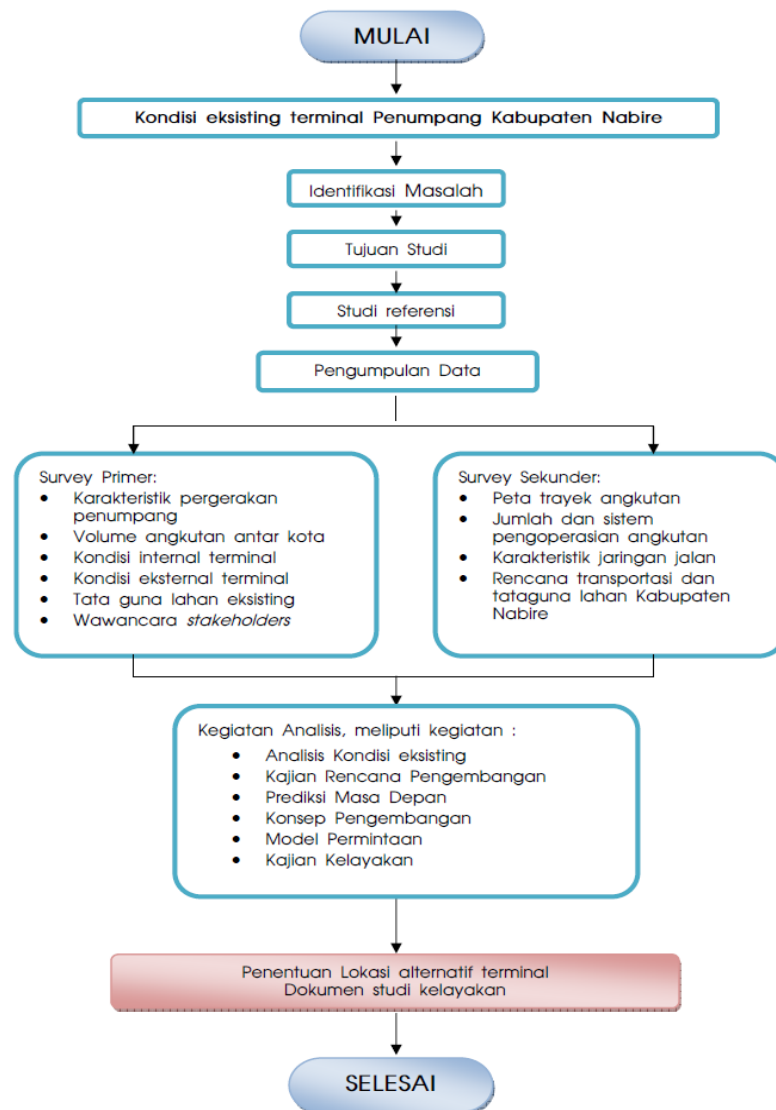 MULAI
Kondisi eksisting terminal Penumpang Kabupaten Nabire
Identifikasi Masalah
Tujuan Studi
Studi referensi
Pengumpulan Data
Survey Primer:
• Karakteristik pergerakan
penumpang
• Volume angkutan antar kota
• Kondisi internal terminal
• Kondisi eksternal terminal
• Tata guna lahan eksisting
• Wawancara stakeholders
Survey Sekunder:
• Peta trayek angkutan
• Jumlah dan sistem
pengoperasian angkutan
• Karakteristik jaringan jalan
• Rencana transportasi dan
tataguna lahan Kabupaten
Nabire
Kegiatan Analisis, meliputi kegiatan :
• Analisis Kondisi eksisting
• Kajian Rencana Pengembangan
• Prediksi Masa Depan
• Konsep Pengembangan
• Model Permintaan
• Kajian Kelayakan
Penentuan Lokasi alternatif terminal
Dokumen studi kelayakan
SELESAI